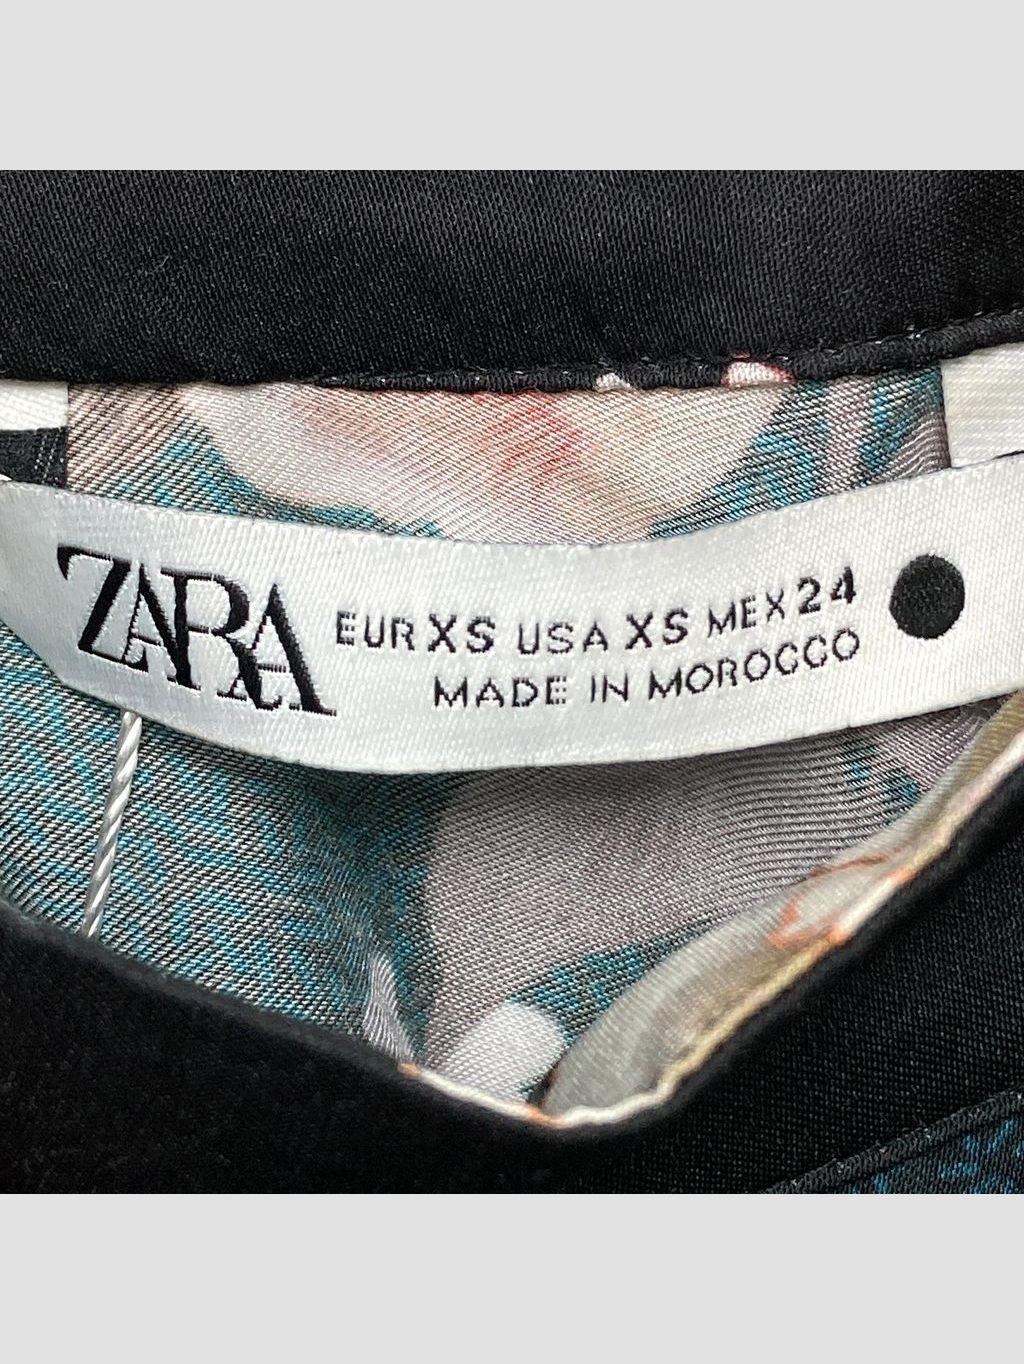 ZARA
EUR XS USA XS MEX 24
MADE IN MOROCCO